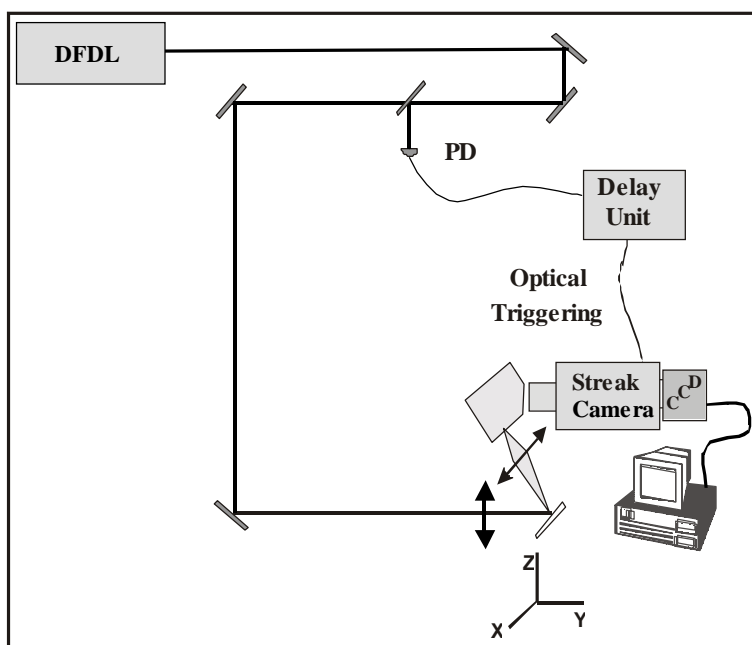 DFDL
PD
Delay
Unit
Optical
Triggering
Streak
Camera
CCD
Z
Y
X